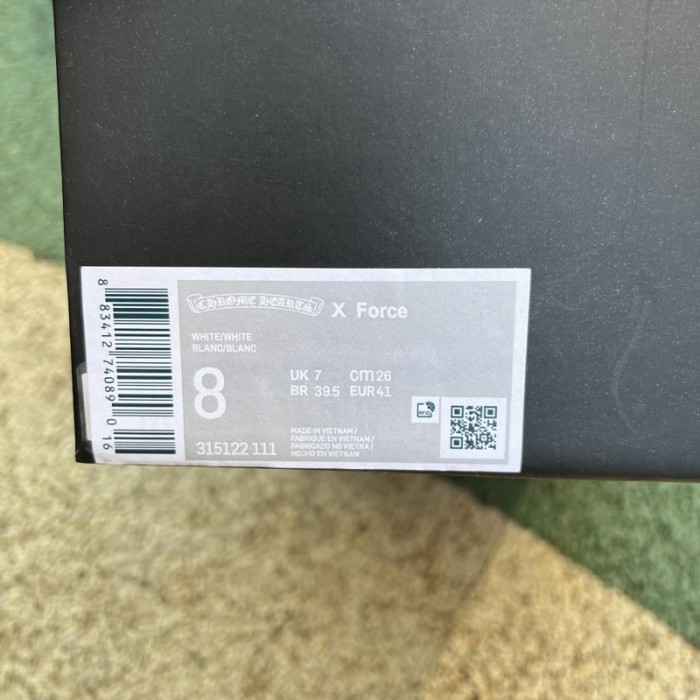 CHROME HEARTS X Force
WHITE/WHITE
BLANC/BLANC
8
UK 7 CM 26
BR 39.5 EUR 41
315122 111
MADE IN VIETNAM /
FABRIQUE EN VIETNAM /
FABRICADO NO VIETNA /
HECHO EN VIETNAM
8 83412 74089 0 16